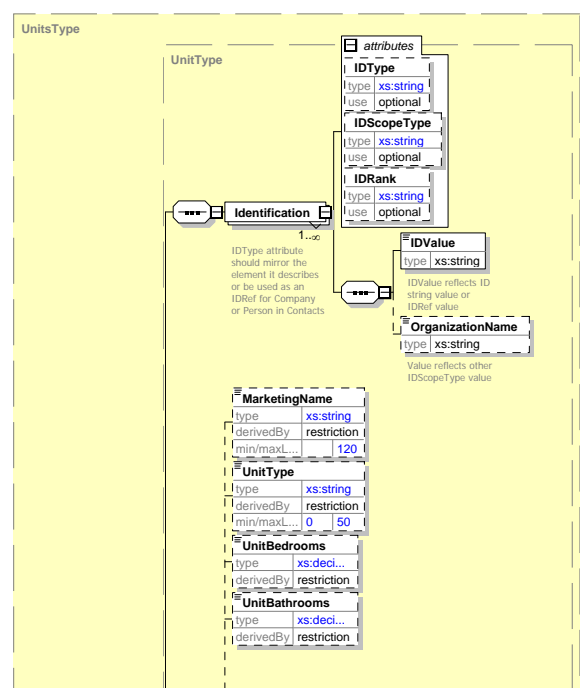 UnitsType
UnitType
attributes
IDType
type xs:string
use optional
IDScopeType
type xs:string
use optional
IDRank
type xs:string
use optional
Identification
1..∞
IDType attribute
should mirror the
element it describes
or be used as an
IDRef for Company
or Person in Contacts
IDValue
type xs:string
IDValue reflects ID
string value or
IDRef value
OrganizationName
type xs:string
Value reflects other
IDScopeType value
MarketingName
type xs:string
derivedBy restriction
min/maxL... 120
UnitType
type xs:string
derivedBy restriction
min/maxL... 0 50
UnitBedrooms
type xs:deci...
derivedBy restriction
UnitBathrooms
type xs:deci...
derivedBy restriction